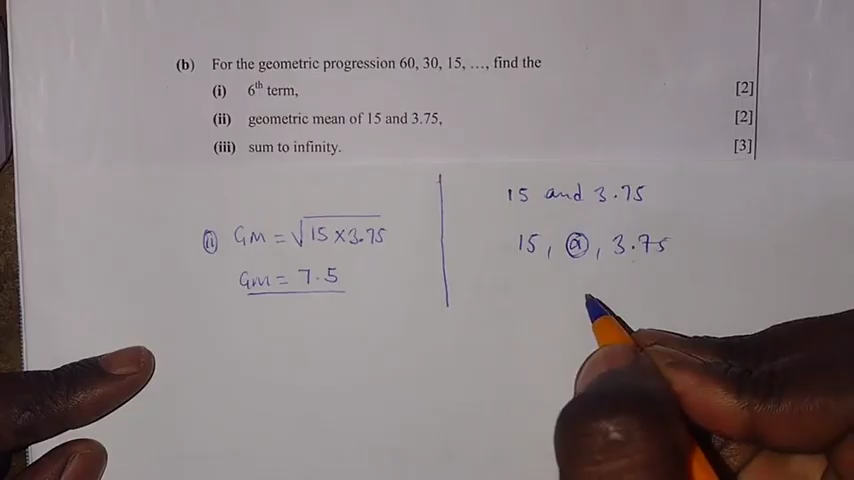 (b) For the geometric progression 60, 30, 15, ..., find the
(i) 6th term, [2]
(ii) geometric mean of 15 and 3.75, [2]
(iii) sum to infinity. [3]
(ii) GM = √15 × 3.75
GM = 7.5
15 and 3.75
15, x, 3.75